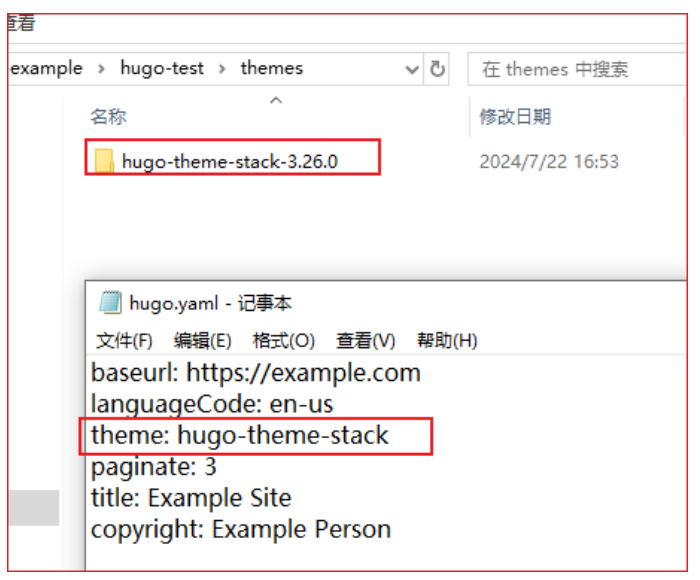 查看
example › hugo-test › themes
在 themes 中搜索
名称
修改日期
hugo-theme-stack-3.26.0
2024/7/22 16:53
hugo.yaml - 记事本
文件(F) 编辑(E) 格式(O) 查看(V) 帮助(H)
baseurl: https://example.com
languageCode: en-us
theme: hugo-theme-stack
paginate: 3
title: Example Site
copyright: Example Person